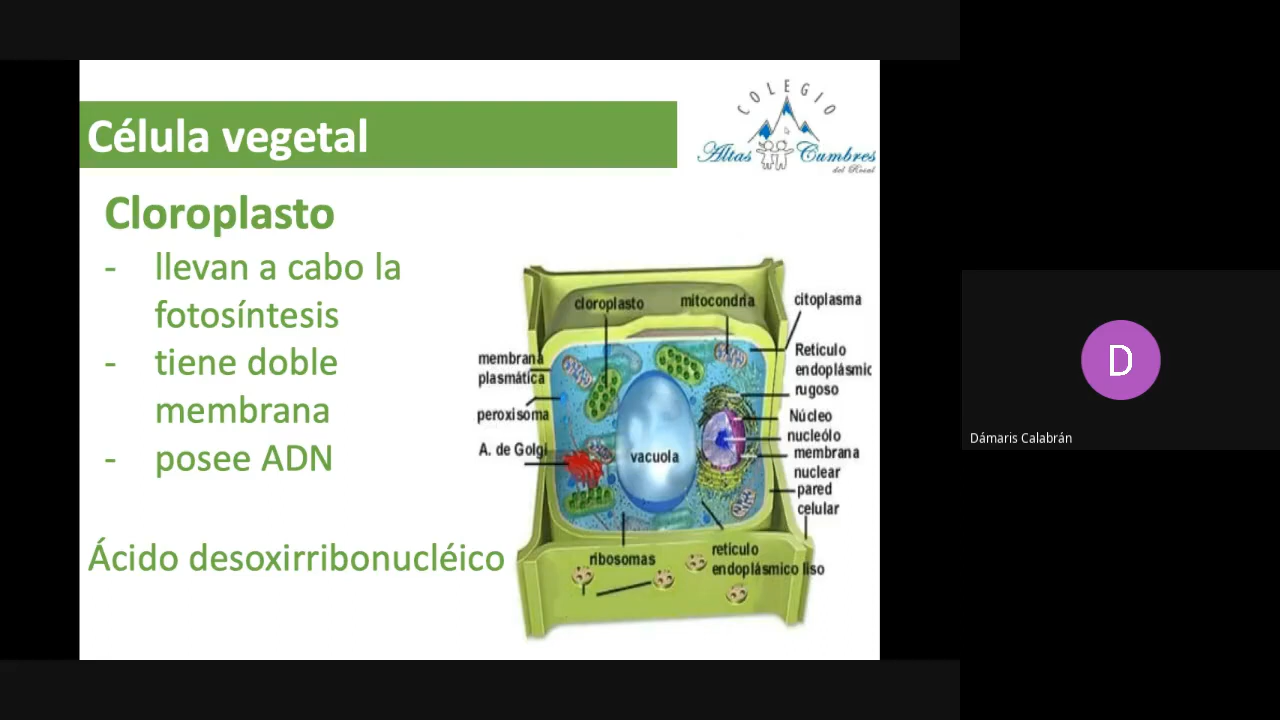 Célula vegetal
COLEGIO
Altas Cumbres
del Rosal
Cloroplasto
- llevan a cabo la
fotosíntesis
- tiene doble
membrana
- posee ADN
Ácido desoxirribonucléico
cloroplasto
mitocondria
citoplasma
membrana
plasmática
peroxisoma
A. de Golgi
vacuola
Retículo
endoplásmic
rugoso
Núcleo
nucleólo
membrana
nuclear
pared
celular
ribosomas
retículo
endoplásmico liso
D
Dámaris Calabrán